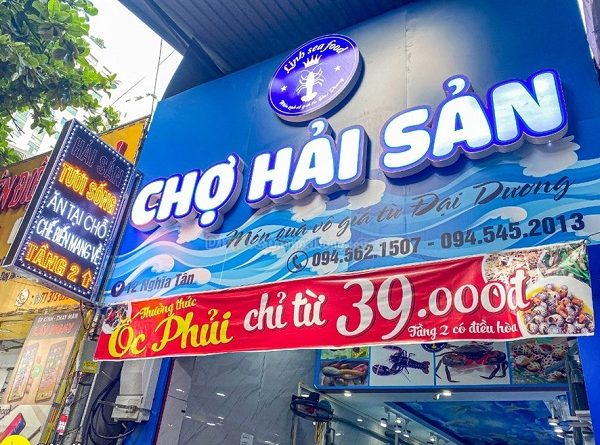 Linh sea food
CHỢ HẢI SẢN
Món quà vô giá từ Đại Dương
094.562.1507 - 094.545.2013
12 Nghĩa Tân
HẢI SẢN
TƯƠI SỐNG
ĂN TẠI CHỖ
CHẾ BIẾN MANG VỀ
TẦNG 2
Thưởng thức
Ốc Phủi chỉ từ 39.000đ
Tầng 2 có điều hòa